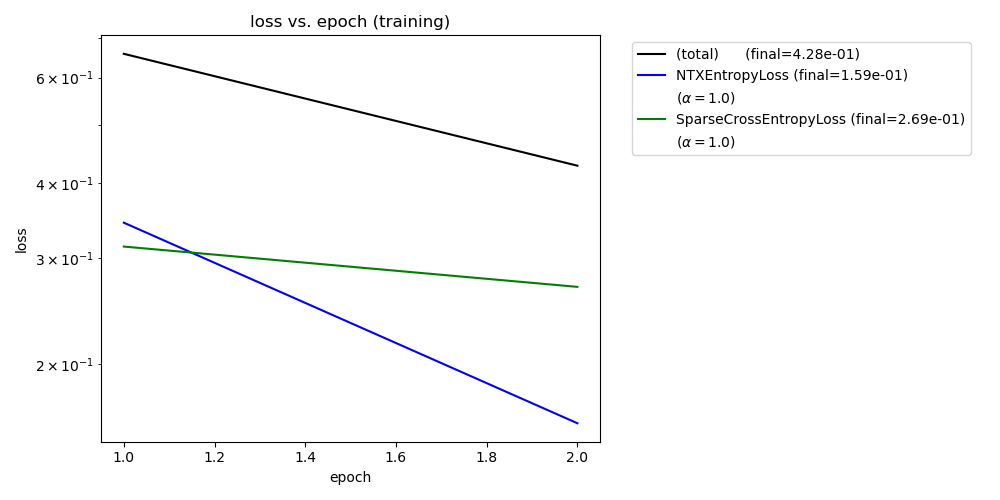 loss vs. epoch (training)
(total) (final=4.28e-01)
NTXEntropyLoss (final=1.59e-01)
(α = 1.0)
SparseCrossEntropyLoss (final=2.69e-01)
(α = 1.0)
6 × 10⁻¹
4 × 10⁻¹
3 × 10⁻¹
2 × 10⁻¹
loss
1.0 1.2 1.4 1.6 1.8 2.0
epoch